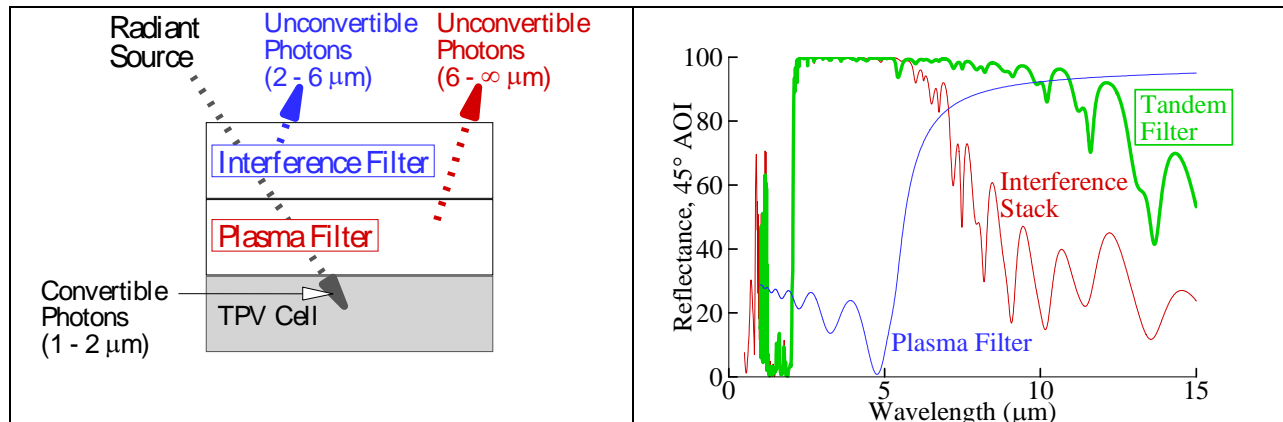 Radiant
Source
Unconvertible
Photons
(2 - 6 μm)
Unconvertible
Photons
(6 - ∞ μm)
Interference Filter
Plasma Filter
Convertible
Photons
(1 - 2 μm)
TPV Cell
Reflectance, 45° AOI
100
80
60
40
20
0
0
5
10
15
Wavelength (μm)
Tandem
Filter
Interference
Stack
Plasma Filter